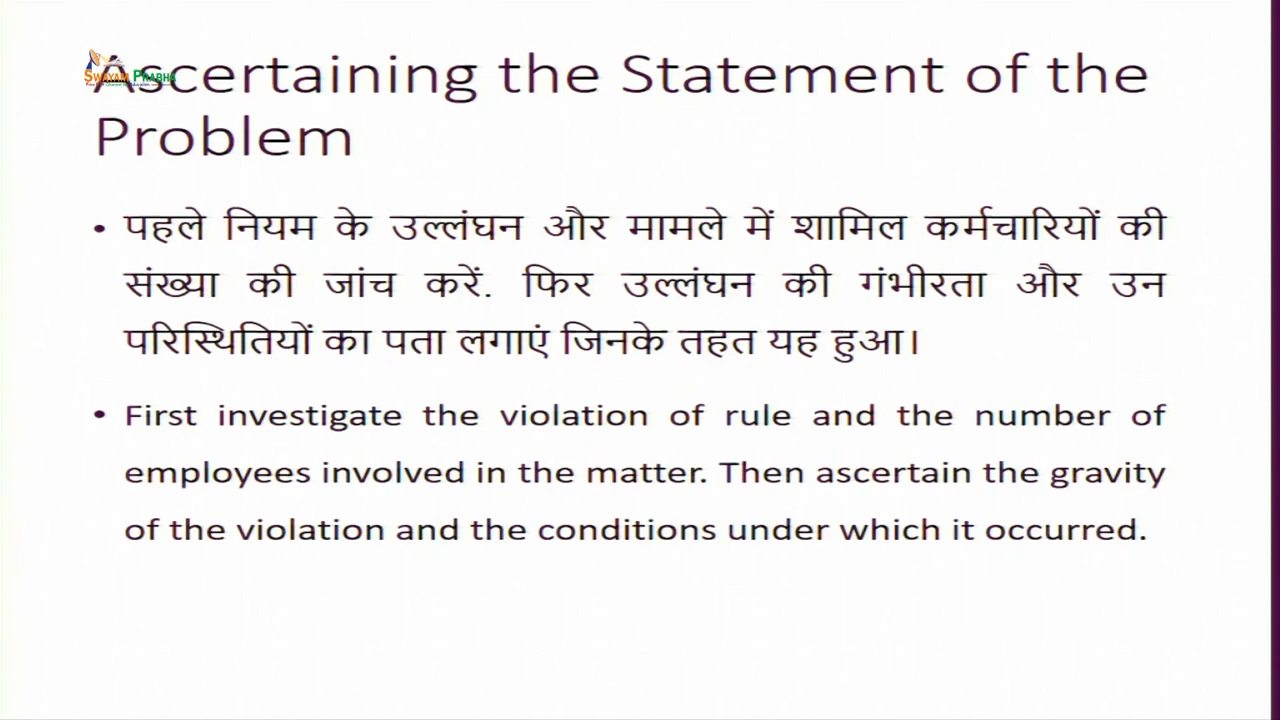 SWAYAM PRABHA
Ascertaining the Statement of the
Problem
• पहले नियम के उल्लंघन और मामले में शामिल कर्मचारियों की
संख्या की जांच करें. फिर उल्लंघन की गंभीरता और उन
परिस्थितियों का पता लगाएं जिनके तहत यह हुआ।
• First investigate the violation of rule and the number of
employees involved in the matter. Then ascertain the gravity
of the violation and the conditions under which it occurred.